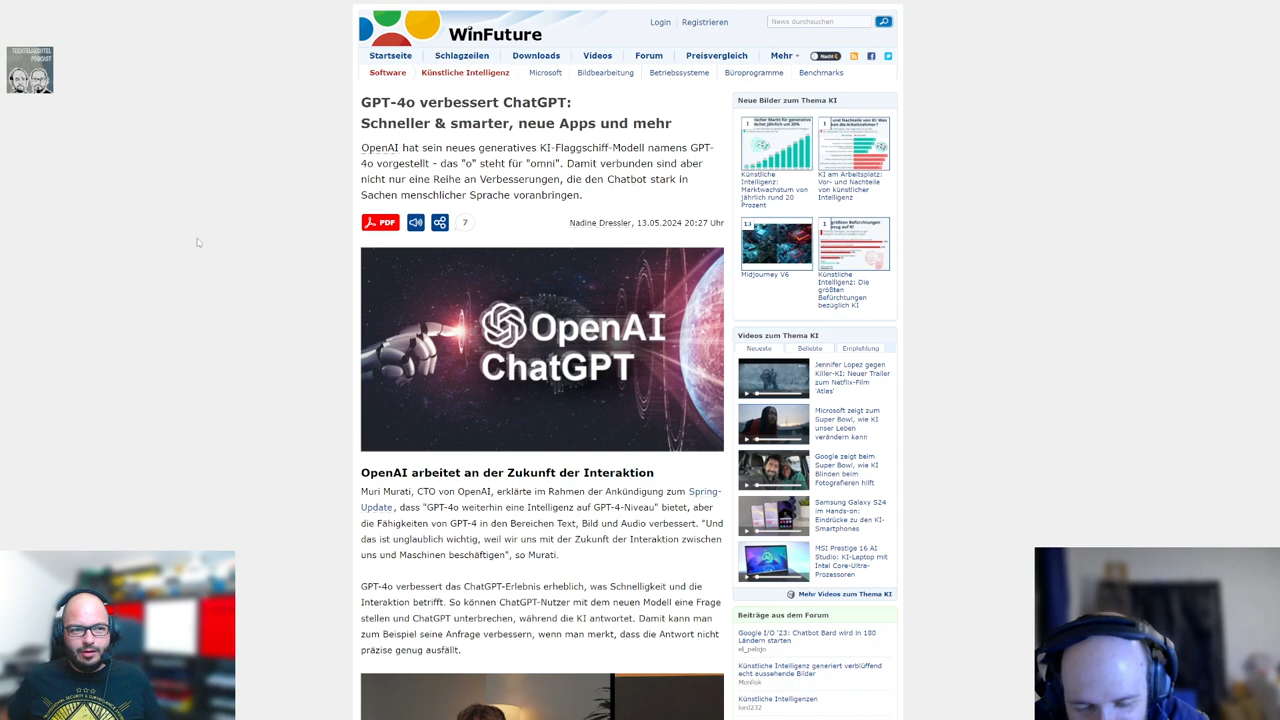 TECHTELMECHTEL
PODCAST
WinFuture
Login
Registrieren
News durchsuchen
Startseite
Schlagzeilen
Downloads
Videos
Forum
Preisvergleich
Mehr
Nacht
Software
Künstliche Intelligenz
Microsoft
Bildbearbeitung
Betriebssysteme
Büroprogramme
Benchmarks
GPT-4o verbessert ChatGPT:
Schneller & smarter, neue Apps und mehr
OpenAI hat sein neues generatives KI-Flaggschiff-Modell namens GPT-
4o vorgestellt - das "o" steht für "omni". Damit verbunden sind aber
nicht nur eine Reihe an Verbesserungen, die den Chatbot stark in
Sachen menschlicher Sprache voranbringen.
PDF
7
Nadine Dressler, 13.05.2024 20:27 Uhr
OpenAI
ChatGPT
OpenAI arbeitet an der Zukunft der Interaktion
Muri Murati, CTO von OpenAI, erklärte im Rahmen der Ankündigung zum Spring-
Update, dass "GPT-4o weiterhin eine Intelligenz auf GPT-4-Niveau" bietet, aber
die Fähigkeiten von GPT-4 in den Bereichen Text, Bild und Audio verbessert. "Und
das ist unglaublich wichtig, weil wir uns mit der Zukunft der Interaktion zwischen
uns und Maschinen beschäftigen", so Murati.
GPT-4o verbessert das ChatGPT-Erlebnis erheblich, was Schnelligkeit und die
Interaktion betrifft. So können ChatGPT-Nutzer mit dem neuen Modell eine Frage
stellen und ChatGPT unterbrechen, während die KI antwortet. Damit kann man
zum Beispiel seine Anfrage verbessern, wenn man merkt, dass die Antwort nicht
präzise genug ausfällt.
Neue Bilder zum Thema KI
1
1
Künstliche
Intelligenz:
Marktwachstum von
jährlich rund 20
Prozent
KI am Arbeitsplatz:
Vor- und Nachteile
von künstlicher
Intelligenz
13
1
Midjourney V6
Künstliche
Intelligenz: Die
größten
Befürchtungen
bezüglich KI
Videos zum Thema KI
Neueste
Beliebte
Empfehlung
Jennifer Lopez gegen
Killer-KI: Neuer Trailer
zum Netflix-Film
'Atlas'
Microsoft zeigt zum
Super Bowl, wie KI
unser Leben
verändern kann
Google zeigt beim
Super Bowl, wie KI
Blinden beim
Fotografieren hilft
Samsung Galaxy S24
im Hands-on:
Eindrücke zu den KI-
Smartphones
MSI Prestige 16 AI
Studio: KI-Laptop mit
Intel Core-Ultra-
Prozessoren
Mehr Videos zum Thema KI
Beiträge aus dem Forum
Google I/O '23: Chatbot Bard wird in 180
Ländern starten
el_pelajo
Künstliche Intelligenz generiert verblüffend
echt aussehende Bilder
Künstliche Intelligenzen
lord232